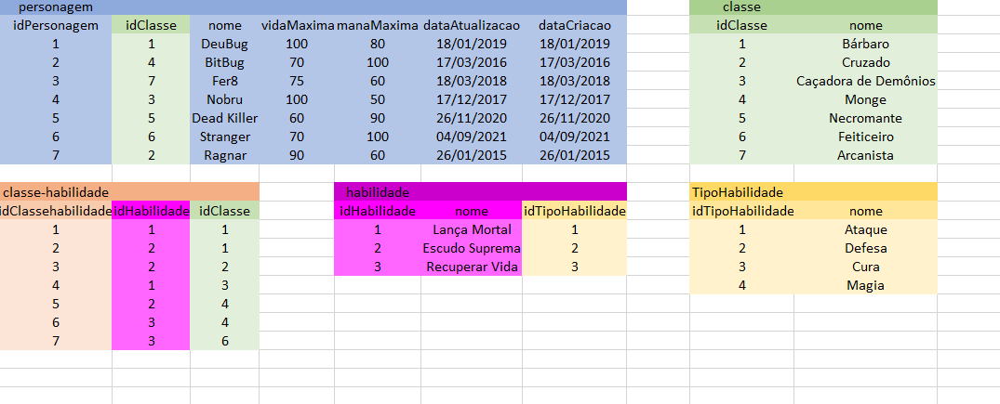 personagem classe
idPersonagem idClasse nome vidaMaxima manaMaxima dataAtualizacao dataCriacao idClasse nome
1 1 DeuBug 100 80 18/01/2019 18/01/2019 1 Bárbaro
2 4 BitBug 70 100 17/03/2016 17/03/2016 2 Cruzado
3 7 Fer8 75 60 18/03/2018 18/03/2018 3 Caçadora de Demônios
4 3 Nobru 100 50 17/12/2017 17/12/2017 4 Monge
5 5 Dead Killer 60 90 26/11/2020 26/11/2020 5 Necromante
6 6 Stranger 70 100 04/09/2021 04/09/2021 6 Feiticeiro
7 2 Ragnar 90 60 26/01/2015 26/01/2015 7 Arcanista
classe-habilidade habilidade TipoHabilidade
idClassehabilidade idHabilidade idClasse idHabilidade nome idTipoHabilidade idTipoHabilidade nome
1 1 1 1 Lança Mortal 1 1 Ataque
2 2 1 2 Escudo Suprema 2 2 Defesa
3 2 2 3 Recuperar Vida 3 3 Cura
4 1 3 4 Magia
5 2 4
6 3 4
7 3 6